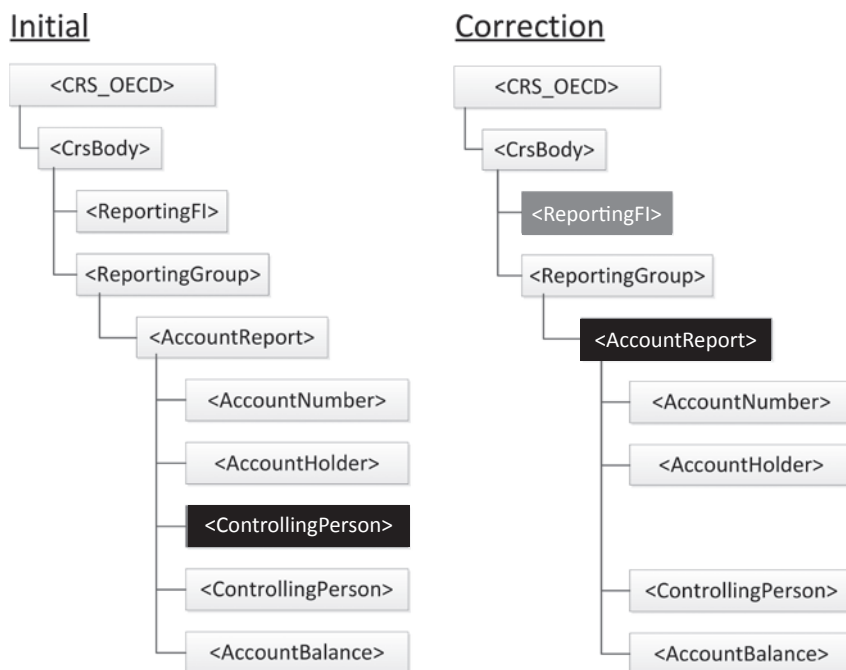 Initial
<CRS_OECD>
<CrsBody>
<ReportingFI>
<ReportingGroup>
<AccountReport>
<AccountNumber>
<AccountHolder>
<ControllingPerson>
<ControllingPerson>
<AccountBalance>
Correction
<CRS_OECD>
<CrsBody>
<ReportingFI>
<ReportingGroup>
<AccountReport>
<AccountNumber>
<AccountHolder>
<ControllingPerson>
<AccountBalance>